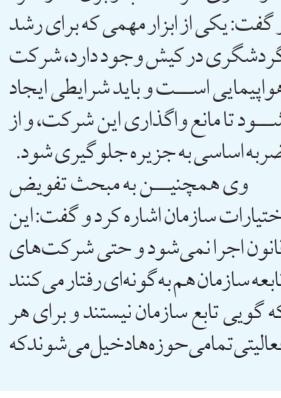 گفت: یکی از ابزار مهمی که برای رشد
گردشگری در کیش وجود دارد، شرکت
هواپیمایی است و باید شرایطی ایجاد
شود تا مانع واگذاری این شرکت، و از
ضربه اساسی به جزیره جلوگیری شود.
وی همچنین به مبحث تفویض
اختیارات سازمان اشاره کرد و گفت: این
قانون اجرا نمی‌شود و حتی شرکت‌های
تابعه سازمان هم به گونه‌ای رفتار می‌کنند
که گویی تابع سازمان نیستند و برای هر
فعالیتی تمامی حوزه‌ها دخیل می‌شوند که